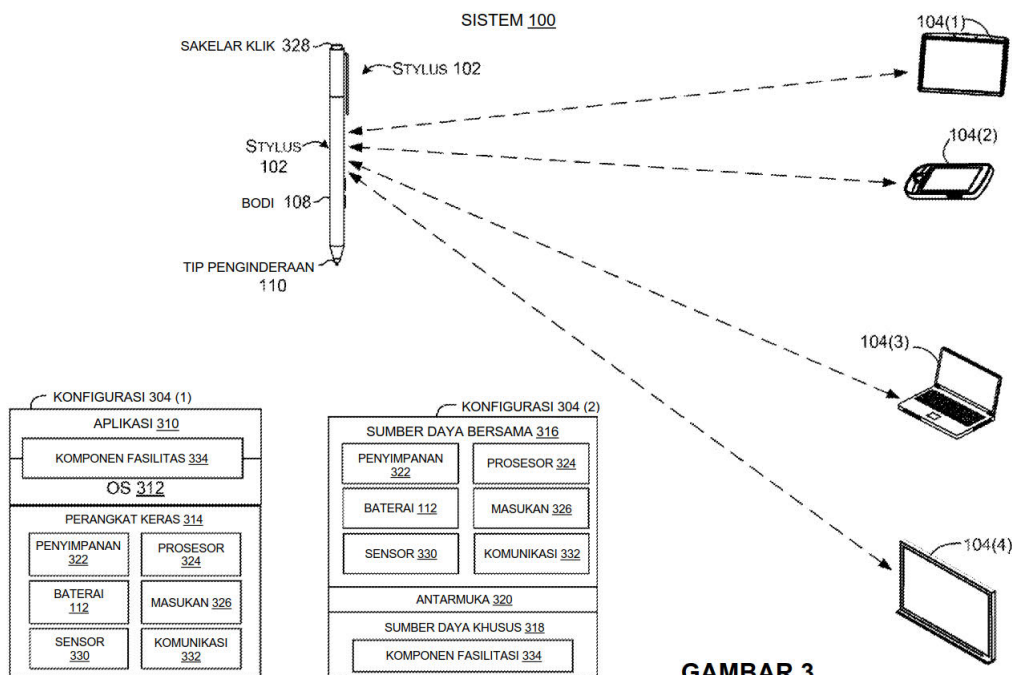 SISTEM 100
SAKELAR KLIK 328
STYLUS 102
STYLUS
102
BODI 108
TIP PENGINDERAAN
110
104(1)
104(2)
104(3)
104(4)
KONFIGURASI 304 (1)
APLIKASI 310
KOMPONEN FASILITAS 334
OS 312
PERANGKAT KERAS 314
PENYIMPANAN
322
PROSESOR
324
BATERAI
112
MASUKAN 326
SENSOR
330
KOMUNIKASI
332
KONFIGURASI 304 (2)
SUMBER DAYA BERSAMA 316
PENYIMPANAN
322
PROSESOR 324
BATERAI 112
MASUKAN 326
SENSOR 330
KOMUNIKASI 332
ANTARMUKA 320
SUMBER DAYA KHUSUS 318
KOMPONEN FASILITASI 334
GAMBAR 3